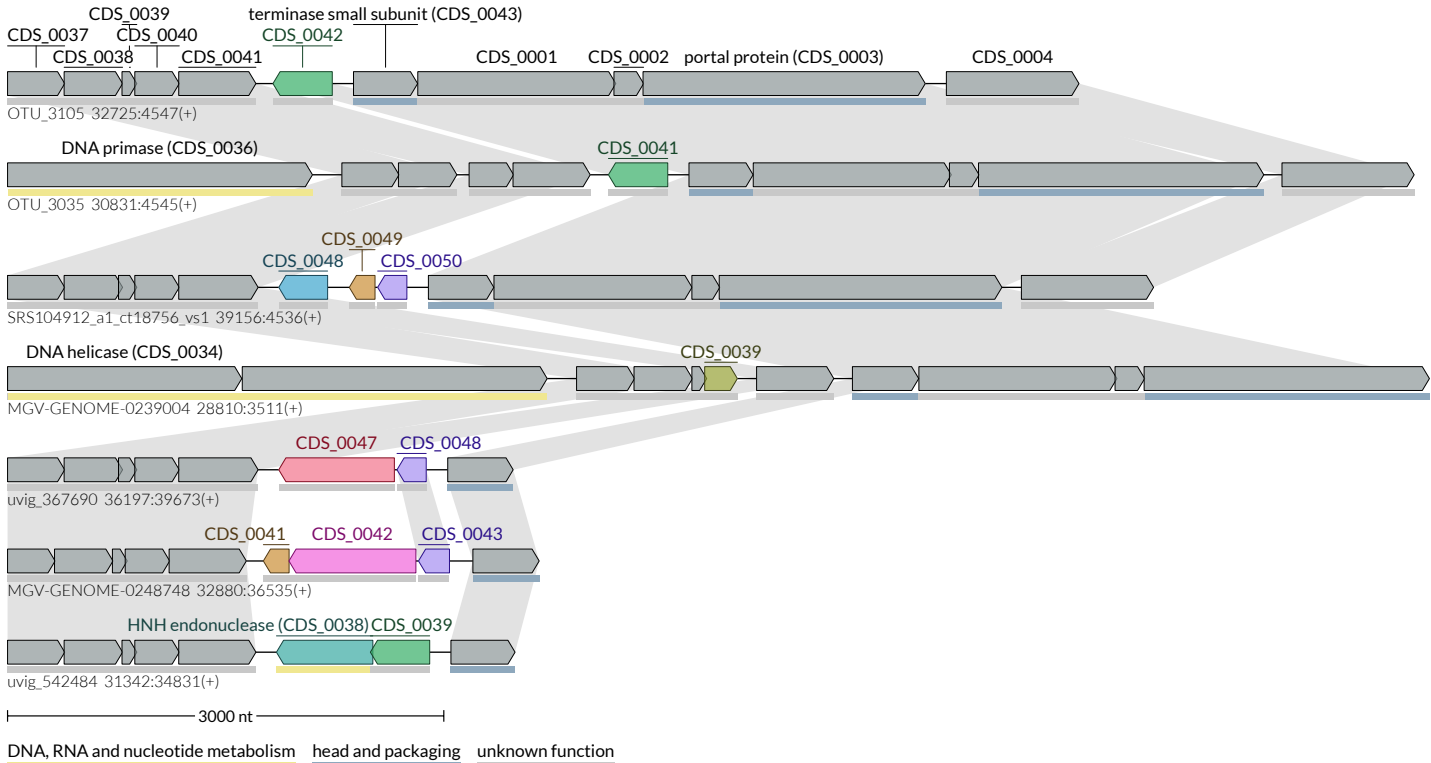 CDS_0039 terminase small subunit (CDS_0043)
CDS_0037 CDS_0040 CDS_0042
CDS_0038 CDS_0041 CDS_0001 CDS_0002 portal protein (CDS_0003) CDS_0004
OTU_3105 32725:4547(+)
DNA primase (CDS_0036) CDS_0041
OTU_3035 30831:4545(+)
CDS_0049
CDS_0048 CDS_0050
SRS104912_a1_ct18756_vs1 39156:4536(+)
DNA helicase (CDS_0034) CDS_0039
MGV-GENOME-0239004 28810:3511(+)
CDS_0047 CDS_0048
uvig_367690 36197:39673(+)
CDS_0041 CDS_0042 CDS_0043
MGV-GENOME-0248748 32880:36535(+)
HNH endonuclease (CDS_0038) CDS_0039
uvig_542484 31342:34831(+)
3000 nt
DNA, RNA and nucleotide metabolism head and packaging unknown function